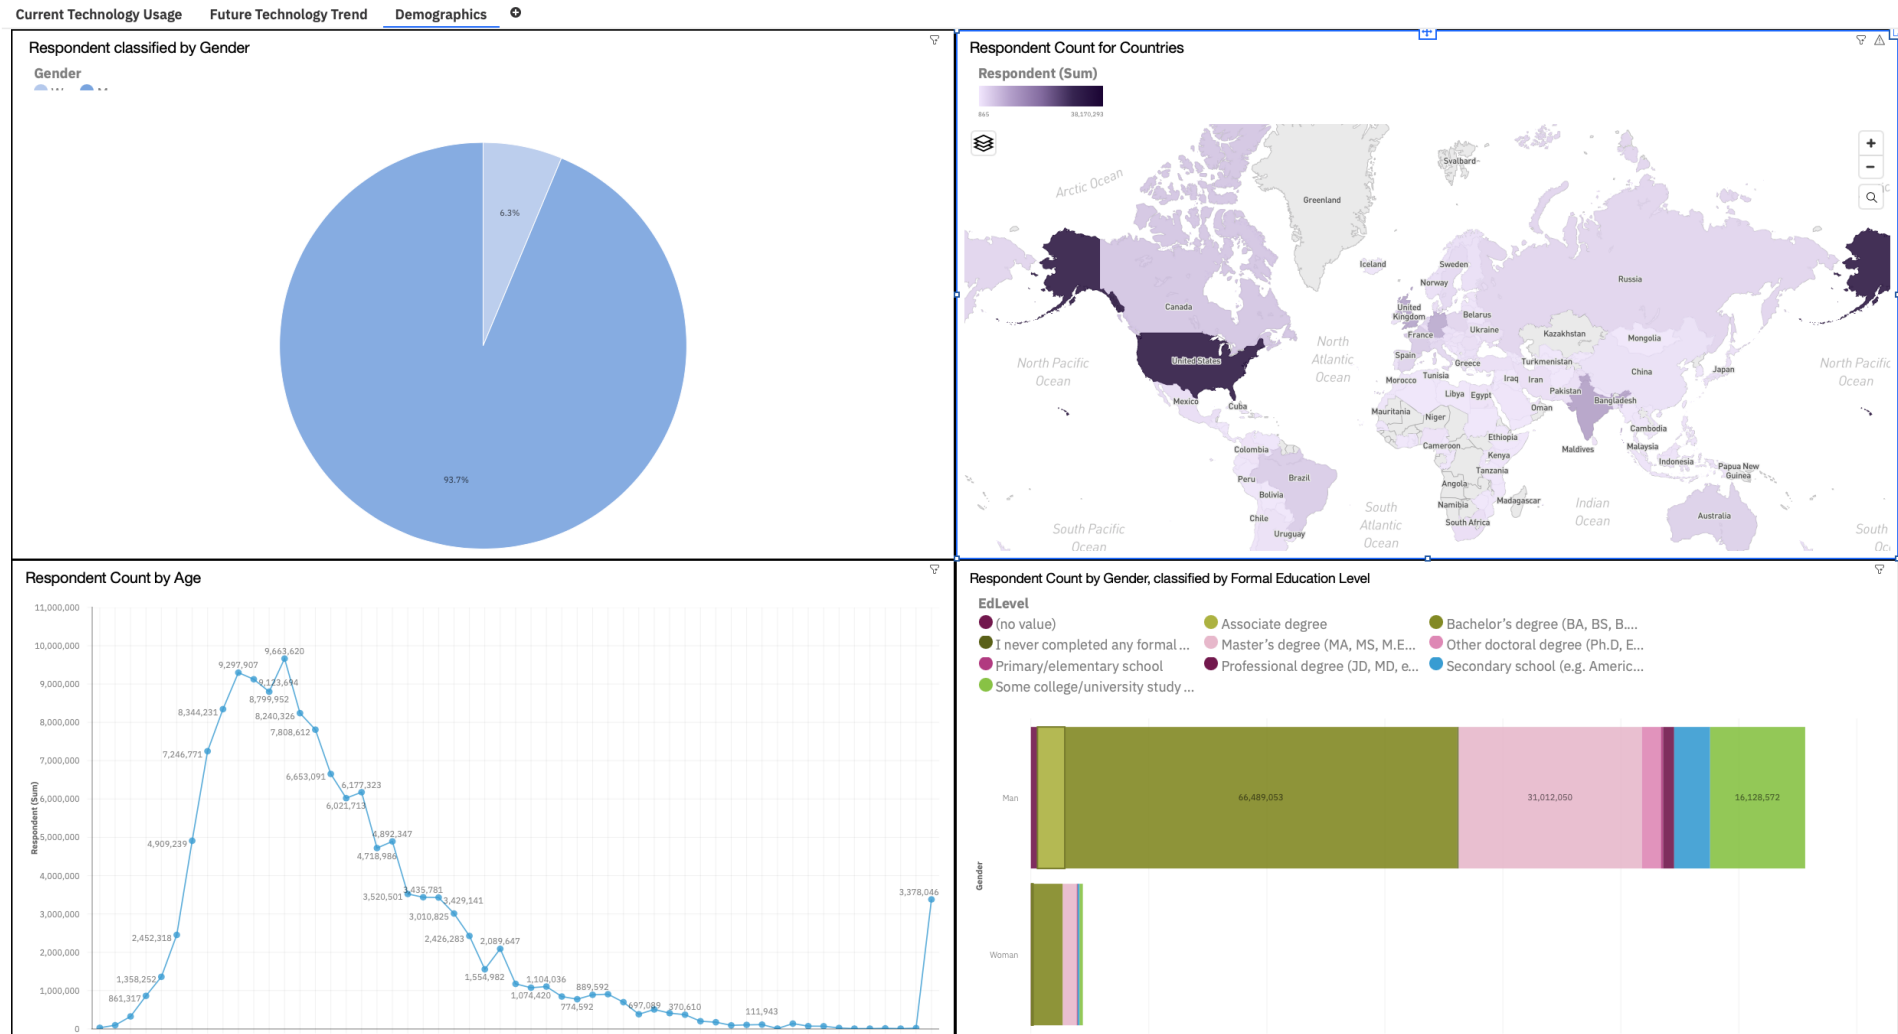 Current Technology Usage Future Technology Trend Demographics
Respondent classified by Gender
Gender
6.3%
93.7%
Respondent Count for Countries
Respondent (Sum)
865 38,170,293
Arctic Ocean
Svalbard
Greenland
Iceland
Sweden
Russia
Norway
Canada
United
Kingdom
Belarus
Ukraine
France
Kazakhstan
Mongolia
North
Atlantic
Ocean
North Pacific
Ocean
North Pacific
Ocean
United States
Spain
Greece
Turkmenistan
China
Japan
Morocco
Tunisia
Iraq
Iran
Pakistan
Libya
Egypt
Bangladesh
Mexico
Cuba
Oman
Mauritania
Niger
Cambodia
Colombia
Cameroon
Ethiopia
Maldives
Malaysia
Kenya
Indonesia
Papua New
Guinea
Tanzania
Peru
Brazil
Angola
Bolivia
Namibia
Madagascar
Indian
Ocean
Chile
South Africa
Australia
Uruguay
South
Atlantic
Ocean
South Pacific
Ocean
South
Respondent Count by Age
Respondent (Sum)
11,000,000
10,000,000
9,000,000
8,000,000
7,000,000
6,000,000
5,000,000
4,000,000
3,000,000
2,000,000
1,000,000
0
861,317
1,358,252
2,452,318
4,909,239
7,246,771
8,344,231
9,297,907
9,123,694
8,799,952
9,663,620
8,240,326
7,808,612
6,653,091
6,021,713
6,177,323
4,718,986
4,892,347
3,520,501
3,435,781
3,429,141
3,010,825
2,426,283
1,554,982
2,089,647
1,074,420
1,104,036
774,592
889,592
697,089
370,610
111,943
3,378,046
Respondent Count by Gender, classified by Formal Education Level
EdLevel
(no value) Associate degree Bachelor’s degree (BA, BS, B....
I never completed any formal ... Master’s degree (MA, MS, M.E... Other doctoral degree (Ph.D, E...
Primary/elementary school Professional degree (JD, MD, e... Secondary school (e.g. Americ...
Some college/university study ...
Gender
Man
66,489,053 31,012,050 16,128,572
Woman